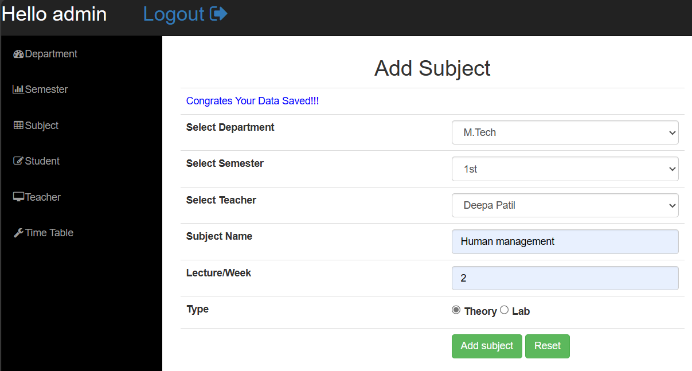 Hello admin Logout
Department
Semester
Subject
Student
Teacher
Time Table
Add Subject
Congrates Your Data Saved!!!
Select Department M.Tech
Select Semester 1st
Select Teacher Deepa Patil
Subject Name Human management
Lecture/Week 2
Type Theory Lab
Add subject Reset